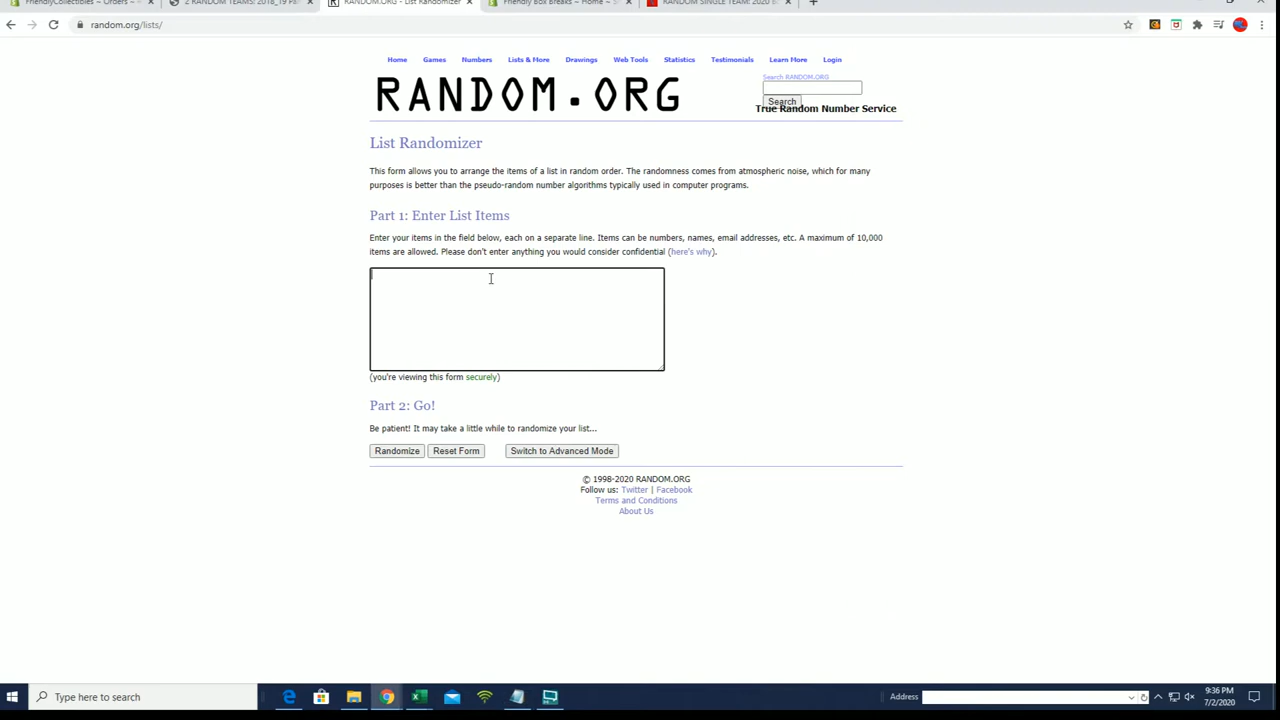 FriendlyCollectibles ~ Orders ~
2 RANDOM TEAMS: 2018_19 Pa
RANDOM.ORG - List Randomizer
Friendly Box Breaks ~ Home ~ S
RANDOM SINGLE TEAM: 2020 B
random.org/lists/
Home Games Numbers Lists & More Drawings Web Tools Statistics Testimonials Learn More Login
RANDOM.ORG
Search RANDOM.ORG
Search
True Random Number Service
List Randomizer
This form allows you to arrange the items of a list in random order. The randomness comes from atmospheric noise, which for many
purposes is better than the pseudo-random number algorithms typically used in computer programs.
Part 1: Enter List Items
Enter your items in the field below, each on a separate line. Items can be numbers, names, email addresses, etc. A maximum of 10,000
items are allowed. Please don't enter anything you would consider confidential (here's why).
(you're viewing this form securely)
Part 2: Go!
Be patient! It may take a little while to randomize your list...
Randomize Reset Form Switch to Advanced Mode
© 1998-2020 RANDOM.ORG
Follow us: Twitter | Facebook
Terms and Conditions
About Us
Type here to search
Address
9:36 PM
7/2/2020